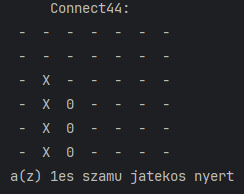 Connect44:
- - - - - - -
- - - - - - -
- X - - - - -
- X 0 - - - -
- X 0 - - - -
- X 0 - - - -
a(z) 1es szamu jatekos nyert